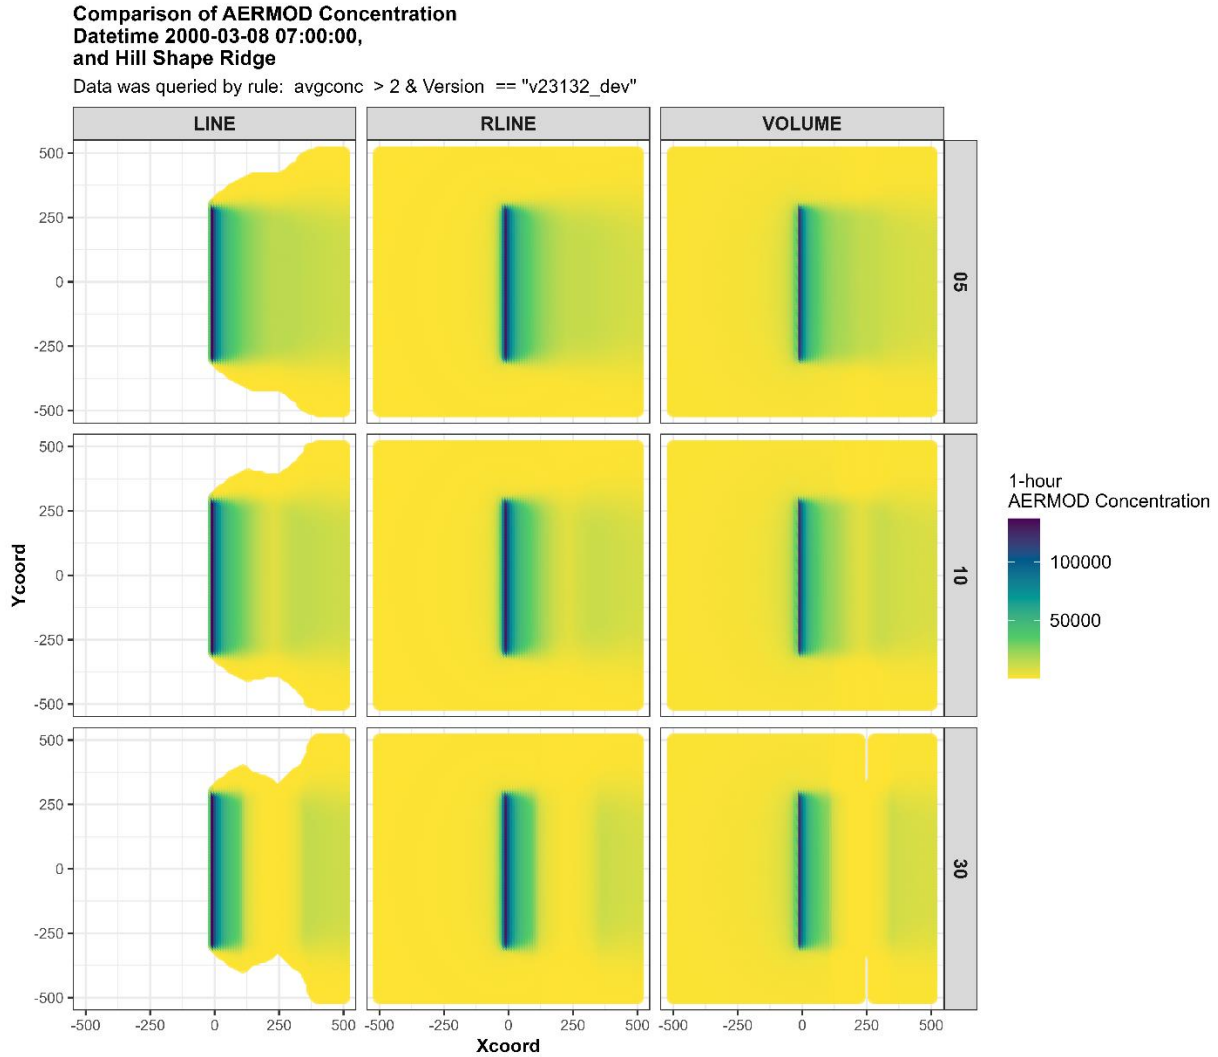 Comparison of AERMOD Concentration
Datetime 2000-03-08 07:00:00,
and Hill Shape Ridge
Data was queried by rule:  avgconc  > 2 & Version  == "v23132_dev"
LINE
RLINE
VOLUME
500
250
0
-250
-500
05
500
250
0
-250
-500
10
500
250
0
-250
-500
30
Ycoord
-500 -250 0 250 500
-500 -250 0 250 500
-500 -250 0 250 500
Xcoord
1-hour
AERMOD Concentration
100000
50000